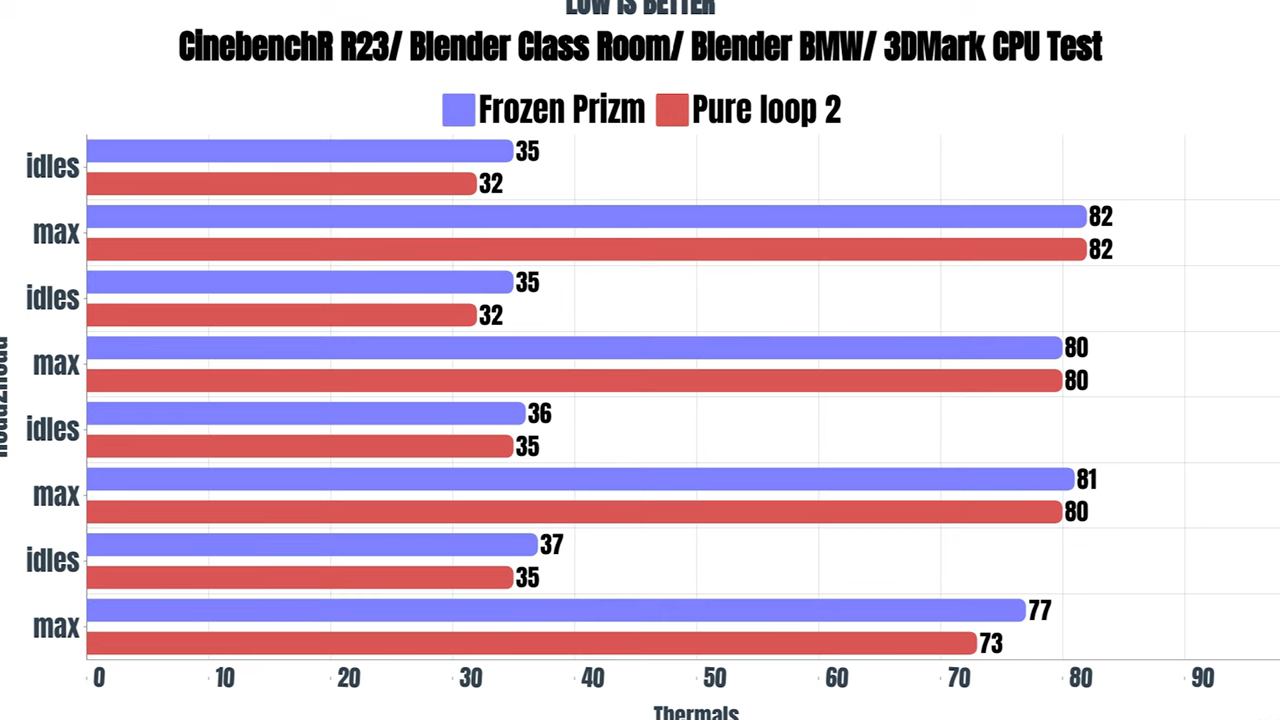 LOW IS BETTER
CinebenchR R23/ Blender Class Room/ Blender BMW/ 3DMark CPU Test
Frozen Prizm Pure loop 2
idles 35
32
max 82
82
idles 35
32
max 80
80
idles 36
35
max 81
80
idles 37
35
max 77
73
0 10 20 30 40 50 60 70 80 90
Thermals